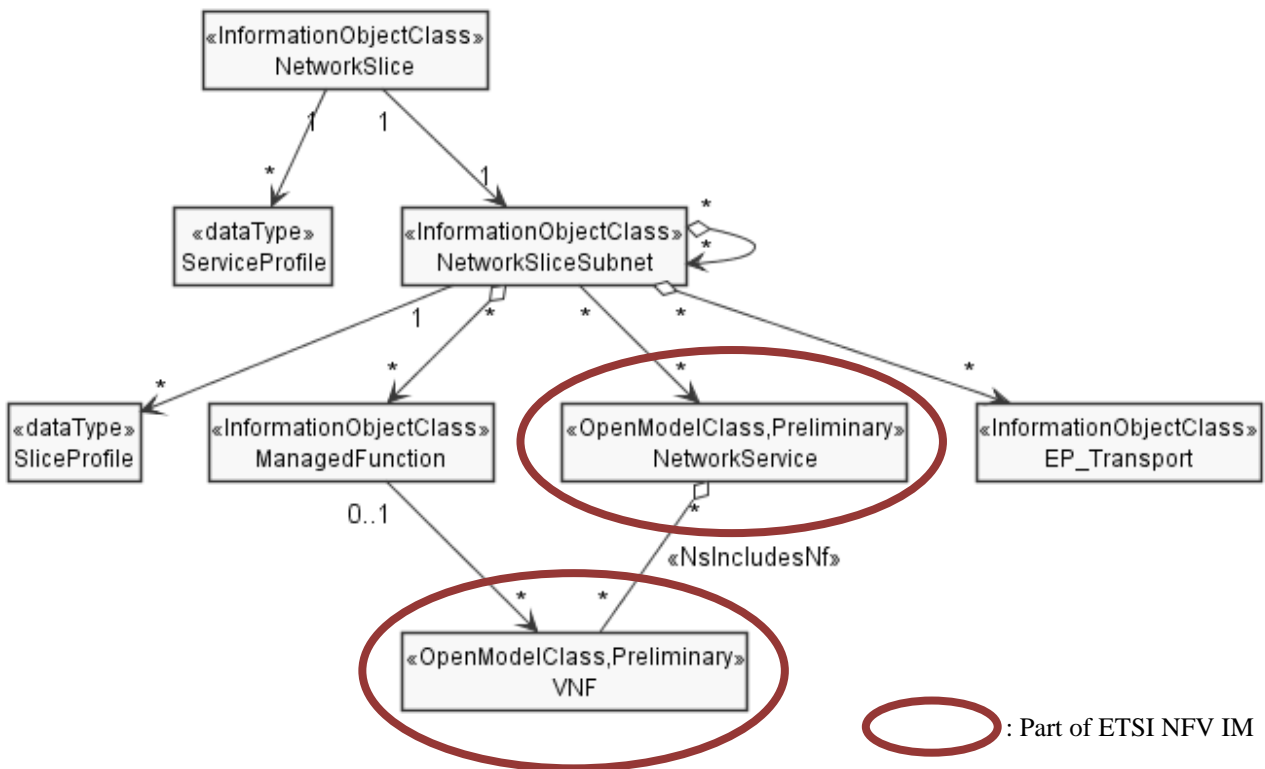 «InformationObjectClass»
NetworkSlice
1
1
*
1
«dataType»
ServiceProfile
«InformationObjectClass»
NetworkSliceSubnet
*
*
1
*
*
*
*
*
*
*
«dataType»
SliceProfile
«InformationObjectClass»
ManagedFunction
«OpenModelClass,Preliminary»
NetworkService
«InformationObjectClass»
EP_Transport
0..1
*
«NsIncludesNf»
*
*
«OpenModelClass,Preliminary»
VNF
: Part of ETSI NFV IM